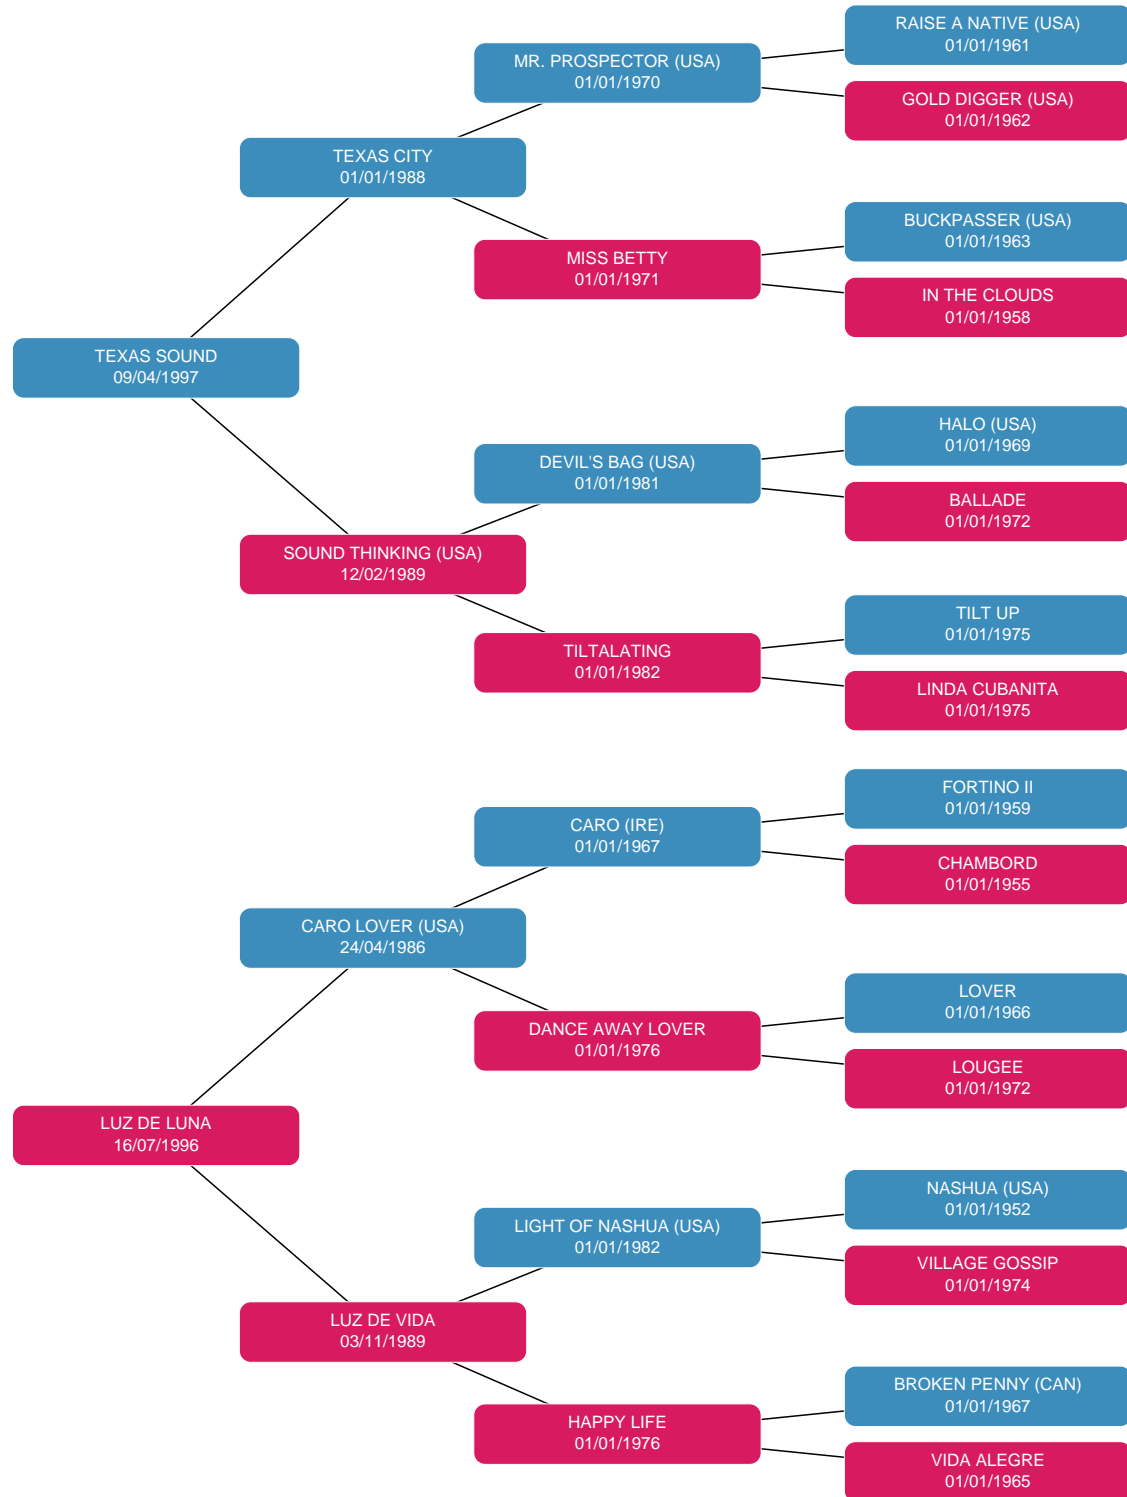 RAISE A NATIVE (USA)
01/01/1961
MR. PROSPECTOR (USA)
01/01/1970
GOLD DIGGER (USA)
01/01/1962
TEXAS CITY
01/01/1988
BUCKPASSER (USA)
01/01/1963
MISS BETTY
01/01/1971
IN THE CLOUDS
01/01/1958
TEXAS SOUND
09/04/1997
HALO (USA)
01/01/1969
DEVIL'S BAG (USA)
01/01/1981
BALLADE
01/01/1972
SOUND THINKING (USA)
12/02/1989
TILT UP
01/01/1975
TILTALATING
01/01/1982
LINDA CUBANITA
01/01/1975
FORTINO II
01/01/1959
CARO (IRE)
01/01/1967
CHAMBORD
01/01/1955
CARO LOVER (USA)
24/04/1986
LOVER
01/01/1966
DANCE AWAY LOVER
01/01/1976
LOUGEE
01/01/1972
LUZ DE LUNA
16/07/1996
NASHUA (USA)
01/01/1952
LIGHT OF NASHUA (USA)
01/01/1982
VILLAGE GOSSIP
01/01/1974
LUZ DE VIDA
03/11/1989
BROKEN PENNY (CAN)
01/01/1967
HAPPY LIFE
01/01/1976
VIDA ALEGRE
01/01/1965